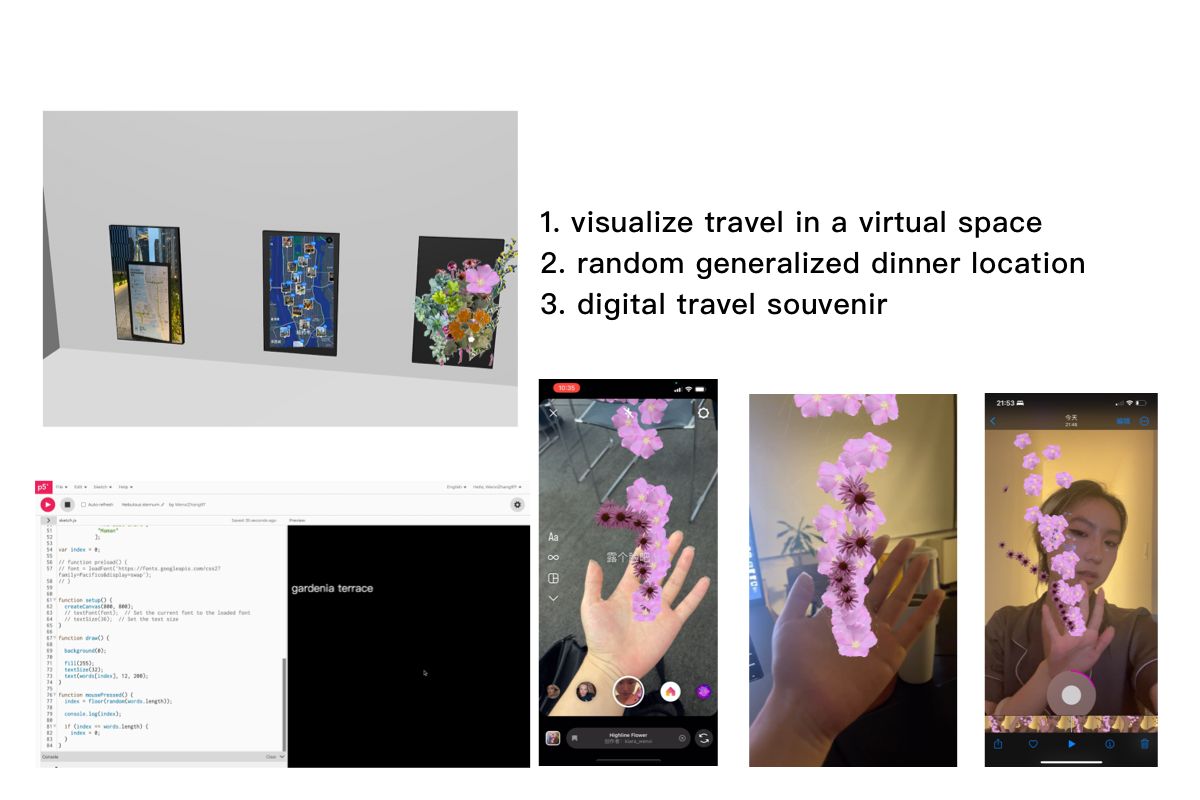 1. visualize travel in a virtual space
2. random generalized dinner location
3. digital travel souvenir
p5*
File
Edit
Sketch
Help
English
Hello, WenxiZhang97!
Auto-refresh
Nebulous sternum
by WenxiZhang97
sketch.js
Saved: 35 seconds ago
Preview
51 "Maman"
52 ];
53
54 var index = 0;
55
56 // function preload() {
57 // font = loadFont('https://fonts.googleapis.com/css2?
family=Pacifico&display=swap');
58 // }
59
60
61 function setup() {
62 createCanvas(800, 800);
63 // textFont(font); // Set the current font to the loaded font
64 // textSize(36); // Set the text size
65 }
66
67 function draw() {
68
69 background(0);
70
71 fill(255);
72 textSize(32);
73 text(words[index], 12, 200);
74 }
75
76 function mousePressed() {
77 index = floor(random(words.length));
78
79 console.log(index);
80
81 if (index == words.length) {
82 index = 0;
83 }
84 }
Console
Clear
gardenia terrace
10:35
Aa
露个脸吧
Highline Flower
21:53
今天
21:48
编辑